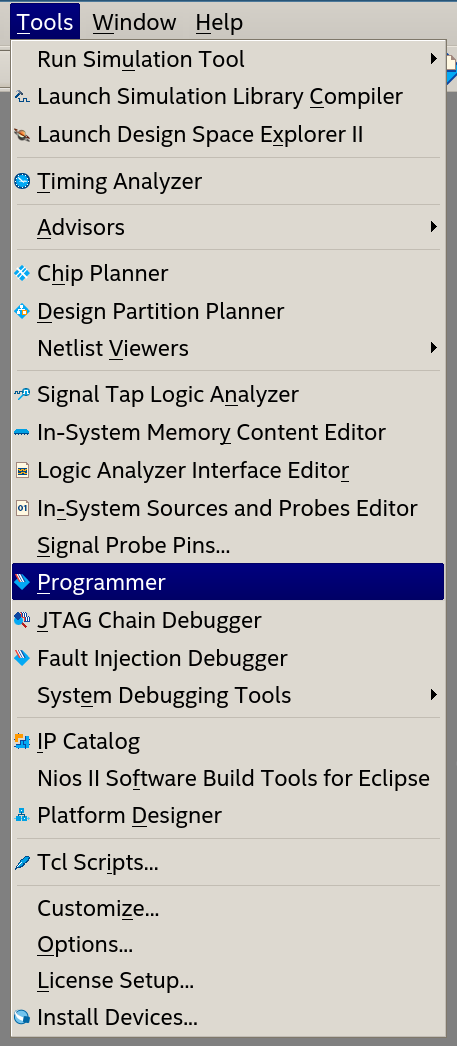 Tools Window Help
Run Simulation Tool
Launch Simulation Library Compiler
Launch Design Space Explorer II
Timing Analyzer
Advisors
Chip Planner
Design Partition Planner
Netlist Viewers
Signal Tap Logic Analyzer
In-System Memory Content Editor
Logic Analyzer Interface Editor
01 In-System Sources and Probes Editor
Signal Probe Pins...
Programmer
JTAG Chain Debugger
Fault Injection Debugger
System Debugging Tools
IP Catalog
Nios II Software Build Tools for Eclipse
Platform Designer
Tcl Scripts...
Customize...
Options...
License Setup...
Install Devices...